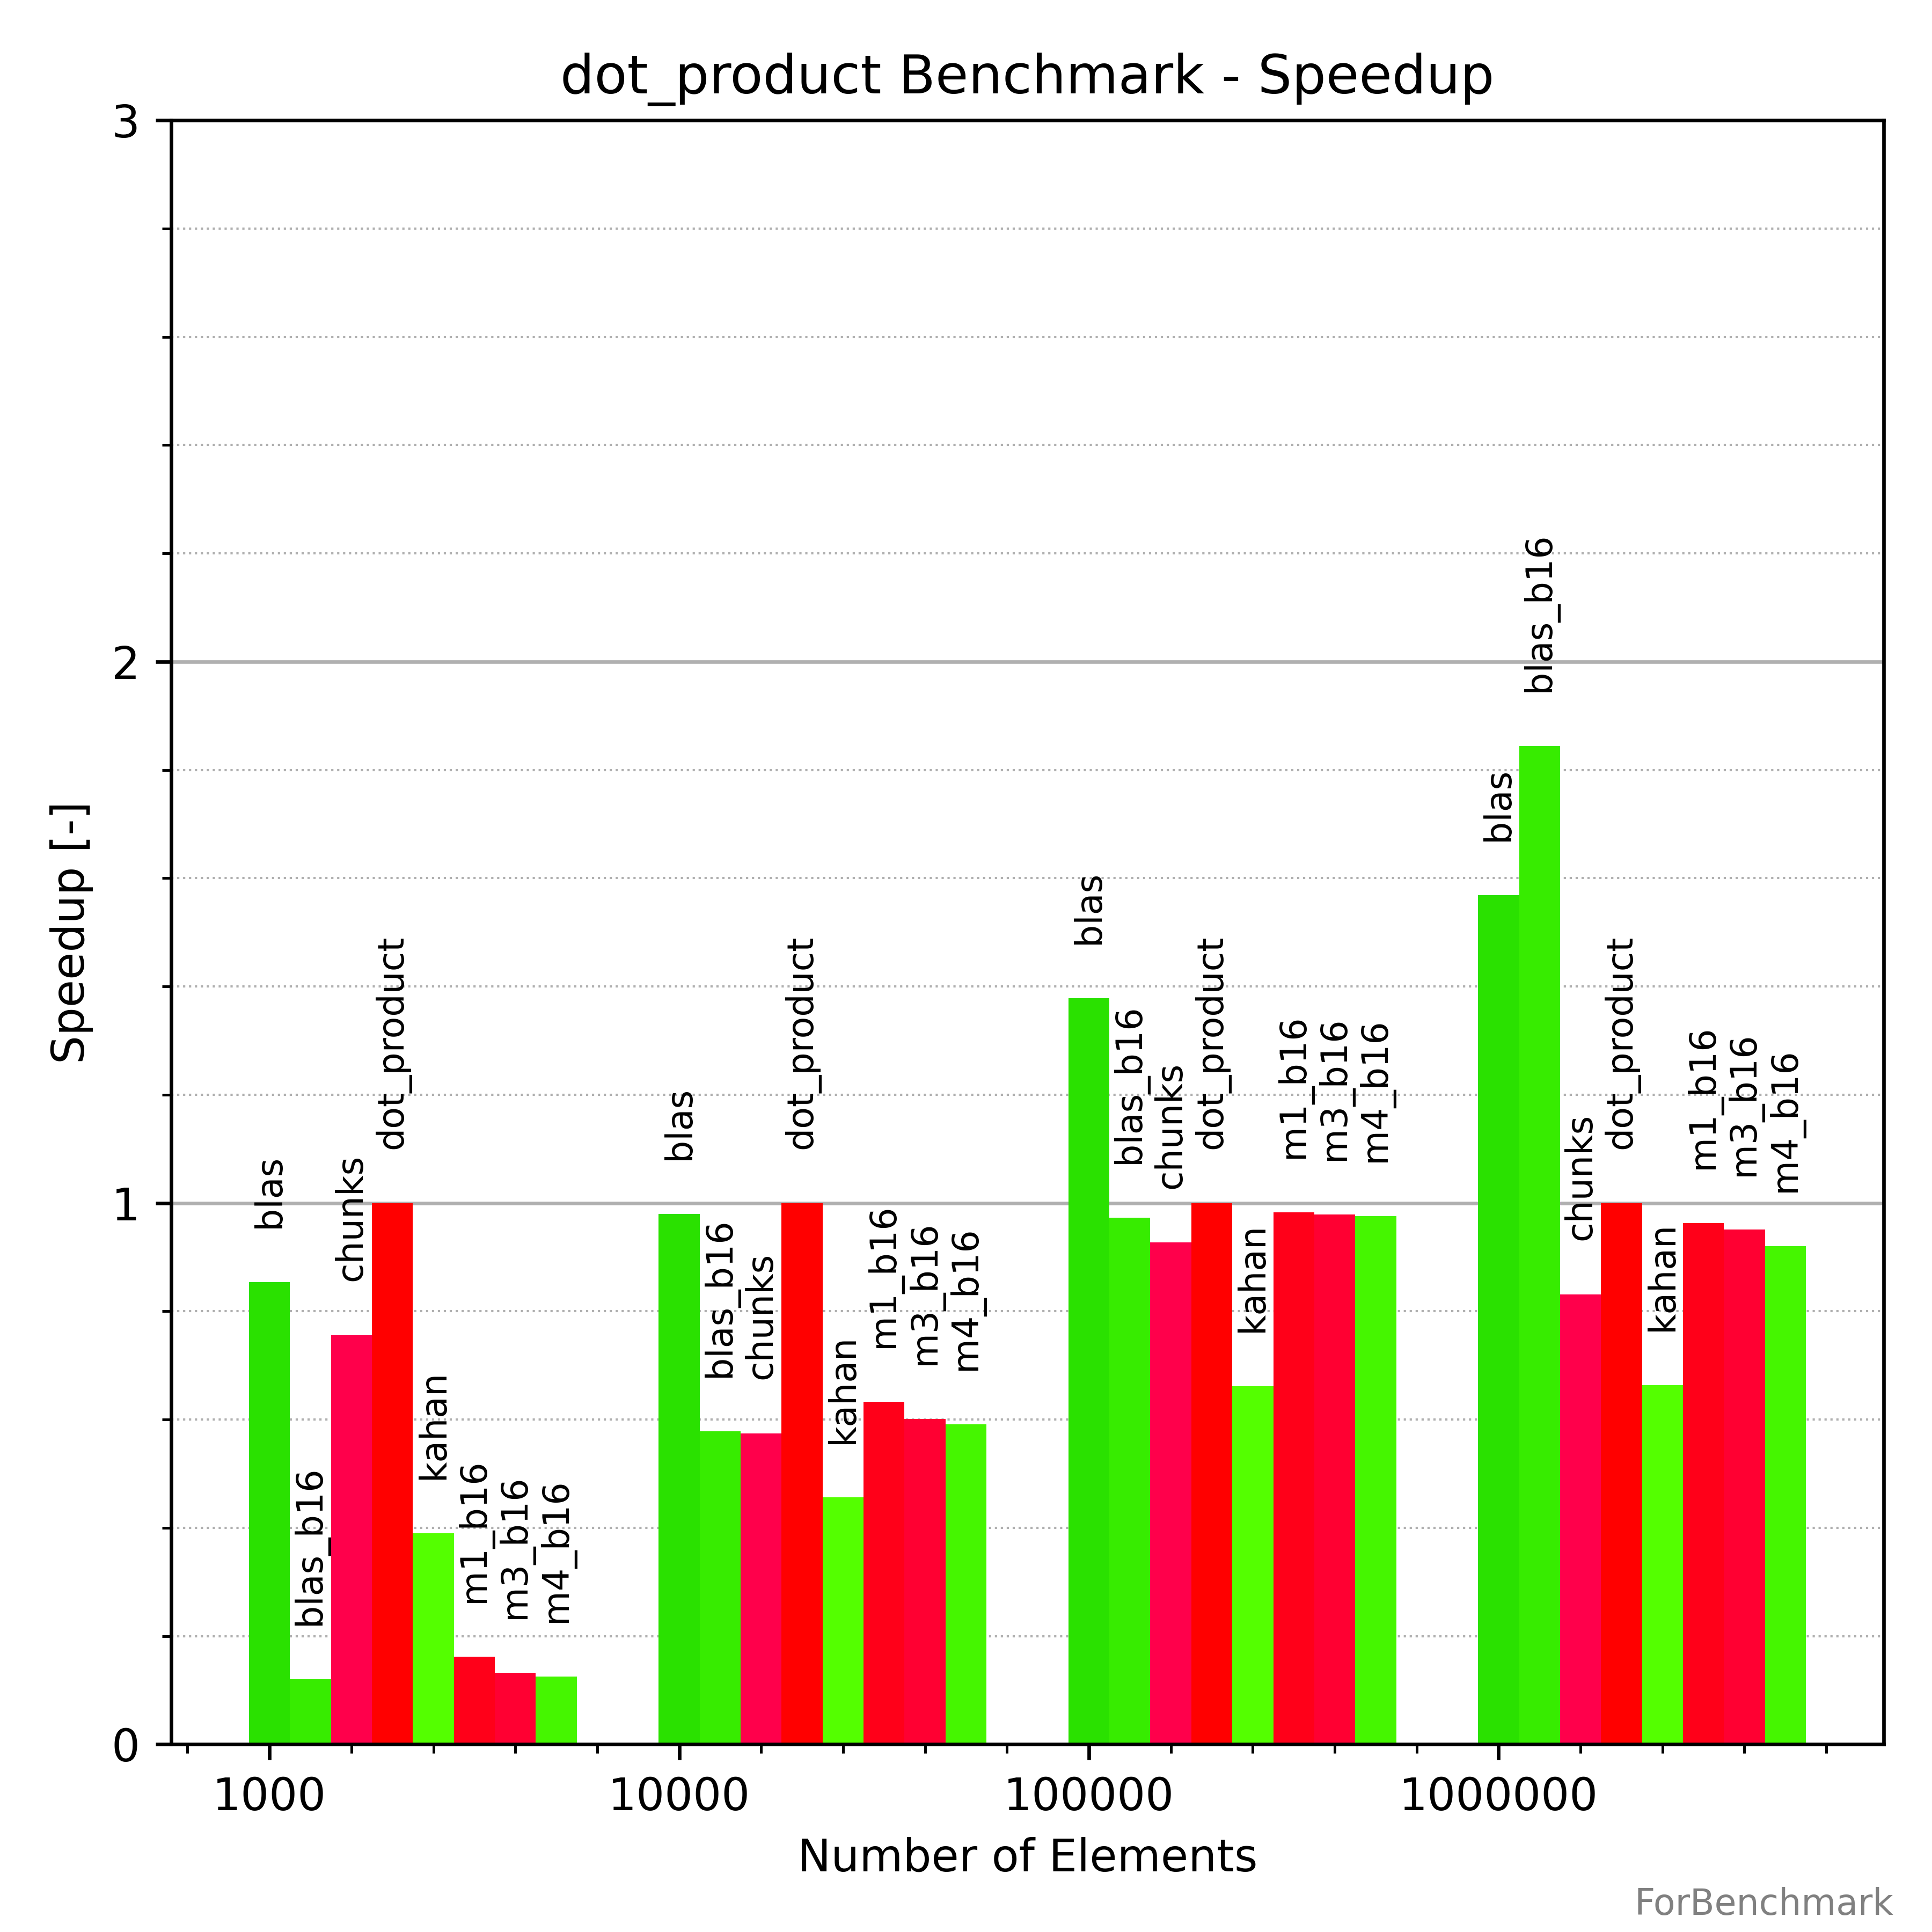 dot_product Benchmark - Speedup
Speedup [-]
3
2
1
0
blas
blas_b16
chunks
dot_product
kahan
m1_b16
m3_b16
m4_b16
blas
blas_b16
chunks
dot_product
kahan
m1_b16
m3_b16
m4_b16
blas
blas_b16
chunks
dot_product
kahan
m1_b16
m3_b16
m4_b16
blas
blas_b16
chunks
dot_product
kahan
m1_b16
m3_b16
m4_b16
1000
10000
100000
1000000
Number of Elements
ForBenchmark